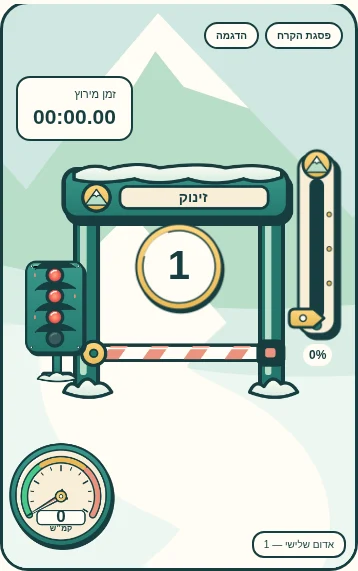 פסגת הקרח
הדגמה
זמן מירוץ
00:00.00
זינוק
1
0%
0
קמ"ש
אדום שלישי — 1